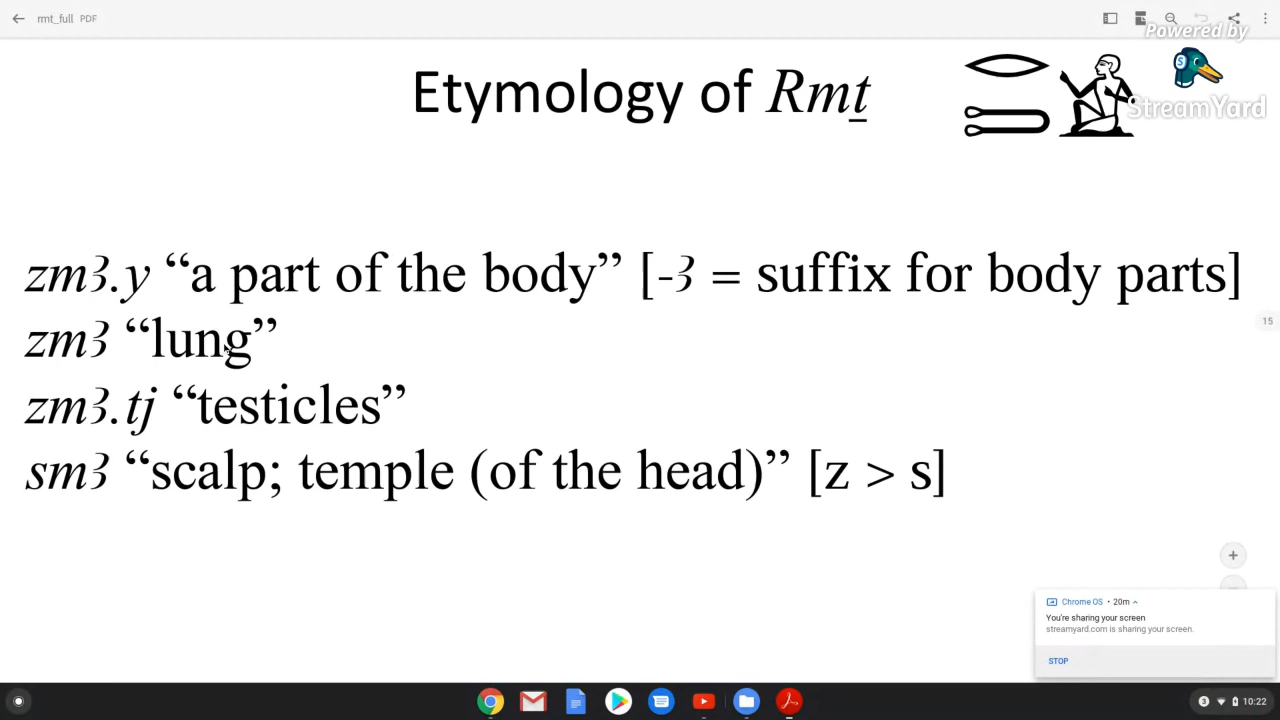 rmt_full PDF
Powered by
StreamYard
Etymology of Rmṯ
zm3.y “a part of the body” [-3 = suffix for body parts]
zm3 “lung”
15
zm3.tj “testicles”
sm3 “scalp; temple (of the head)” [z > s]
Chrome OS • 20m
You're sharing your screen
streamyard.com is sharing your screen.
STOP
3 10:22